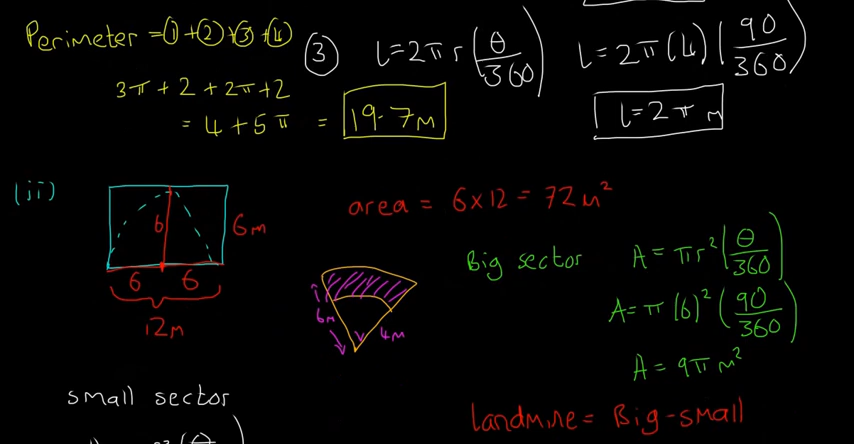 Perimeter = ① + ② + ③ + ④
3π + 2 + 2π + 2
= 4 + 5π = 19.7m
③ l = 2πr(θ/360)
l = 2π(4)(90/360)
l = 2π m
(ii)
6
6m
6 6
12m
area = 6 x 12 = 72m²
6m
4m
Big sector A = πr²(θ/360)
A = π(6)²(90/360)
A = 9πm²
small sector
landmine = Big - small